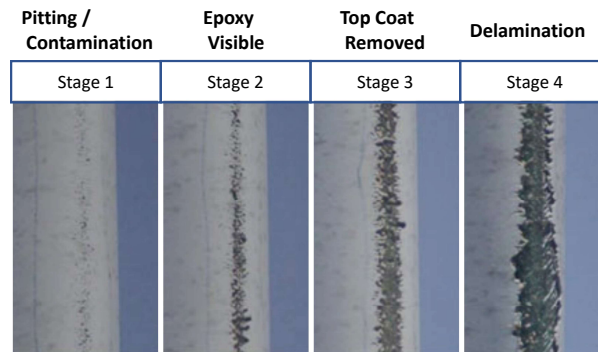 Pitting /
Contamination
Epoxy
Visible
Top Coat
Removed
Delamination
Stage 1
Stage 2
Stage 3
Stage 4